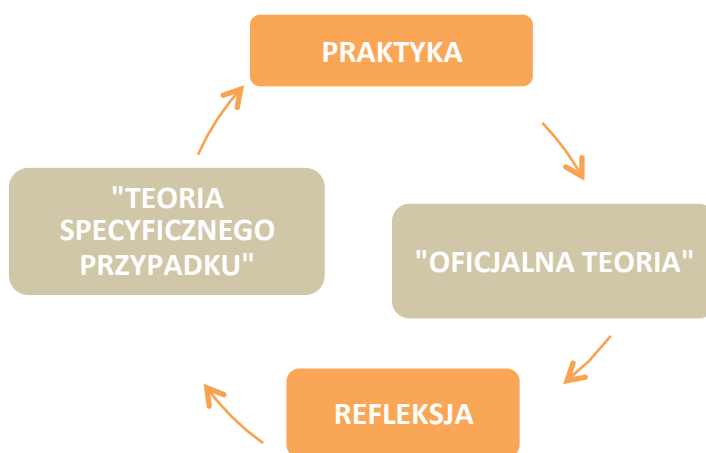 PRAKTYKA
"TEORIA
SPECYFICZNEGO
PRZYPADKU"
"OFICJALNA TEORIA"
REFLEKSJA